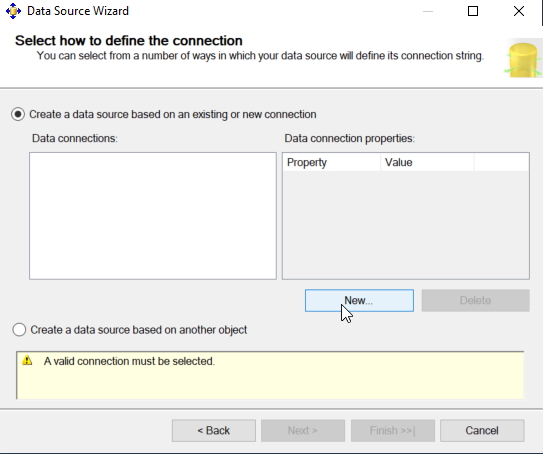 Data Source Wizard
Select how to define the connection
You can select from a number of ways in which your data source will define its connection string.
Create a data source based on an existing or new connection
Data connections:
Data connection properties:
Property Value
New... Delete
Create a data source based on another object
A valid connection must be selected.
< Back Next > Finish >>| Cancel